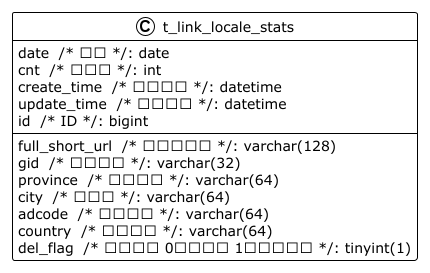 C t_link_locale_stats
date /* □□ */: date
cnt /* □□□ */: int
create_time /* □□□□ */: datetime
update_time /* □□□□ */: datetime
id /* ID */: bigint
full_short_url /* □□□□□ */: varchar(128)
gid /* □□□□ */: varchar(32)
province /* □□□□ */: varchar(64)
city /* □□□ */: varchar(64)
adcode /* □□□□ */: varchar(64)
country /* □□□□ */: varchar(64)
del_flag /* □□□□ 0□□□□ 1□□□□□ */: tinyint(1)